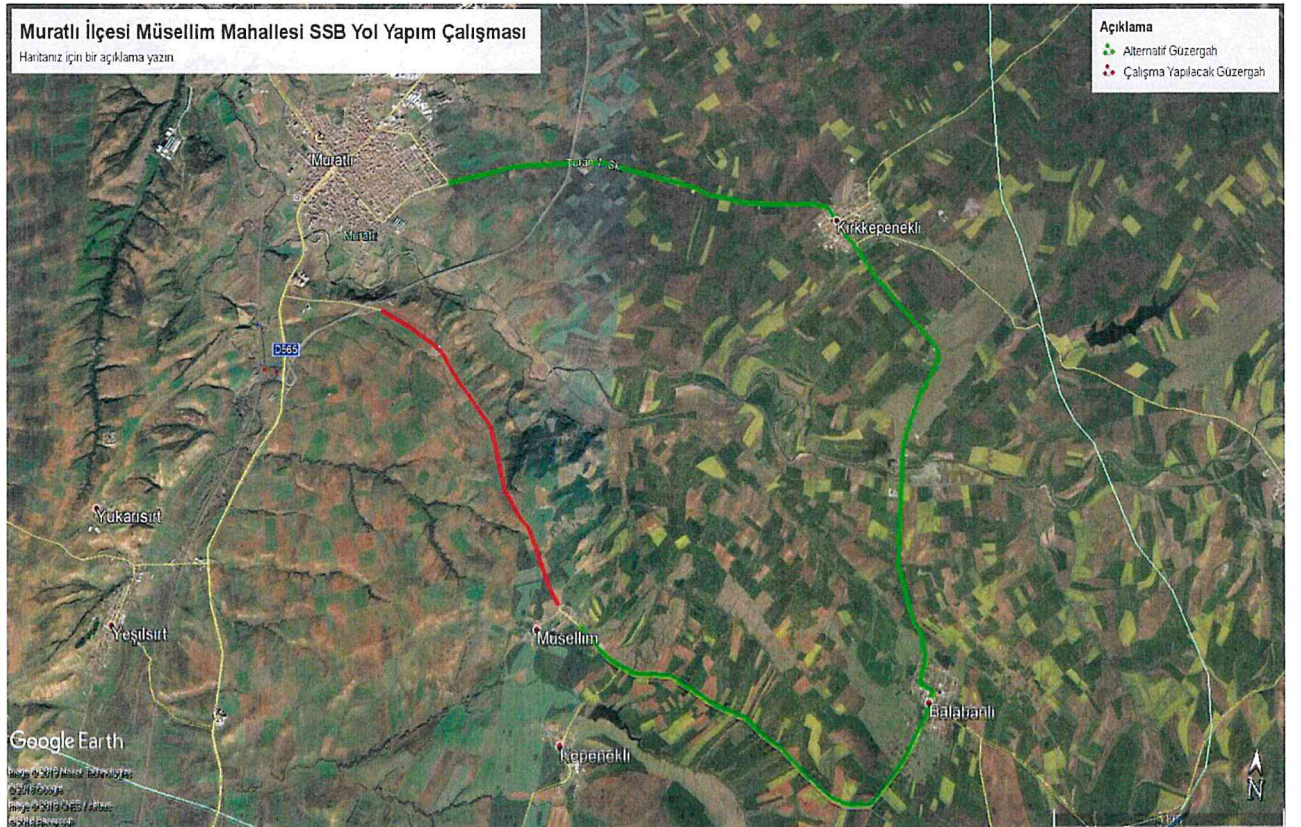 Muratlı İlçesi Müsellim Mahallesi SSB Yol Yapım Çalışması
Haritanız için bir açıklama yazın.
Açıklama
Alternatif Güzergah
Çalışma Yapılacak Güzergah
Muratlı
Muratlı
Kırkkepenekli
D565
Yukarısırt
Yeşilsırt
Müsellim
Balabanlı
Kepenekli
Google Earth
N